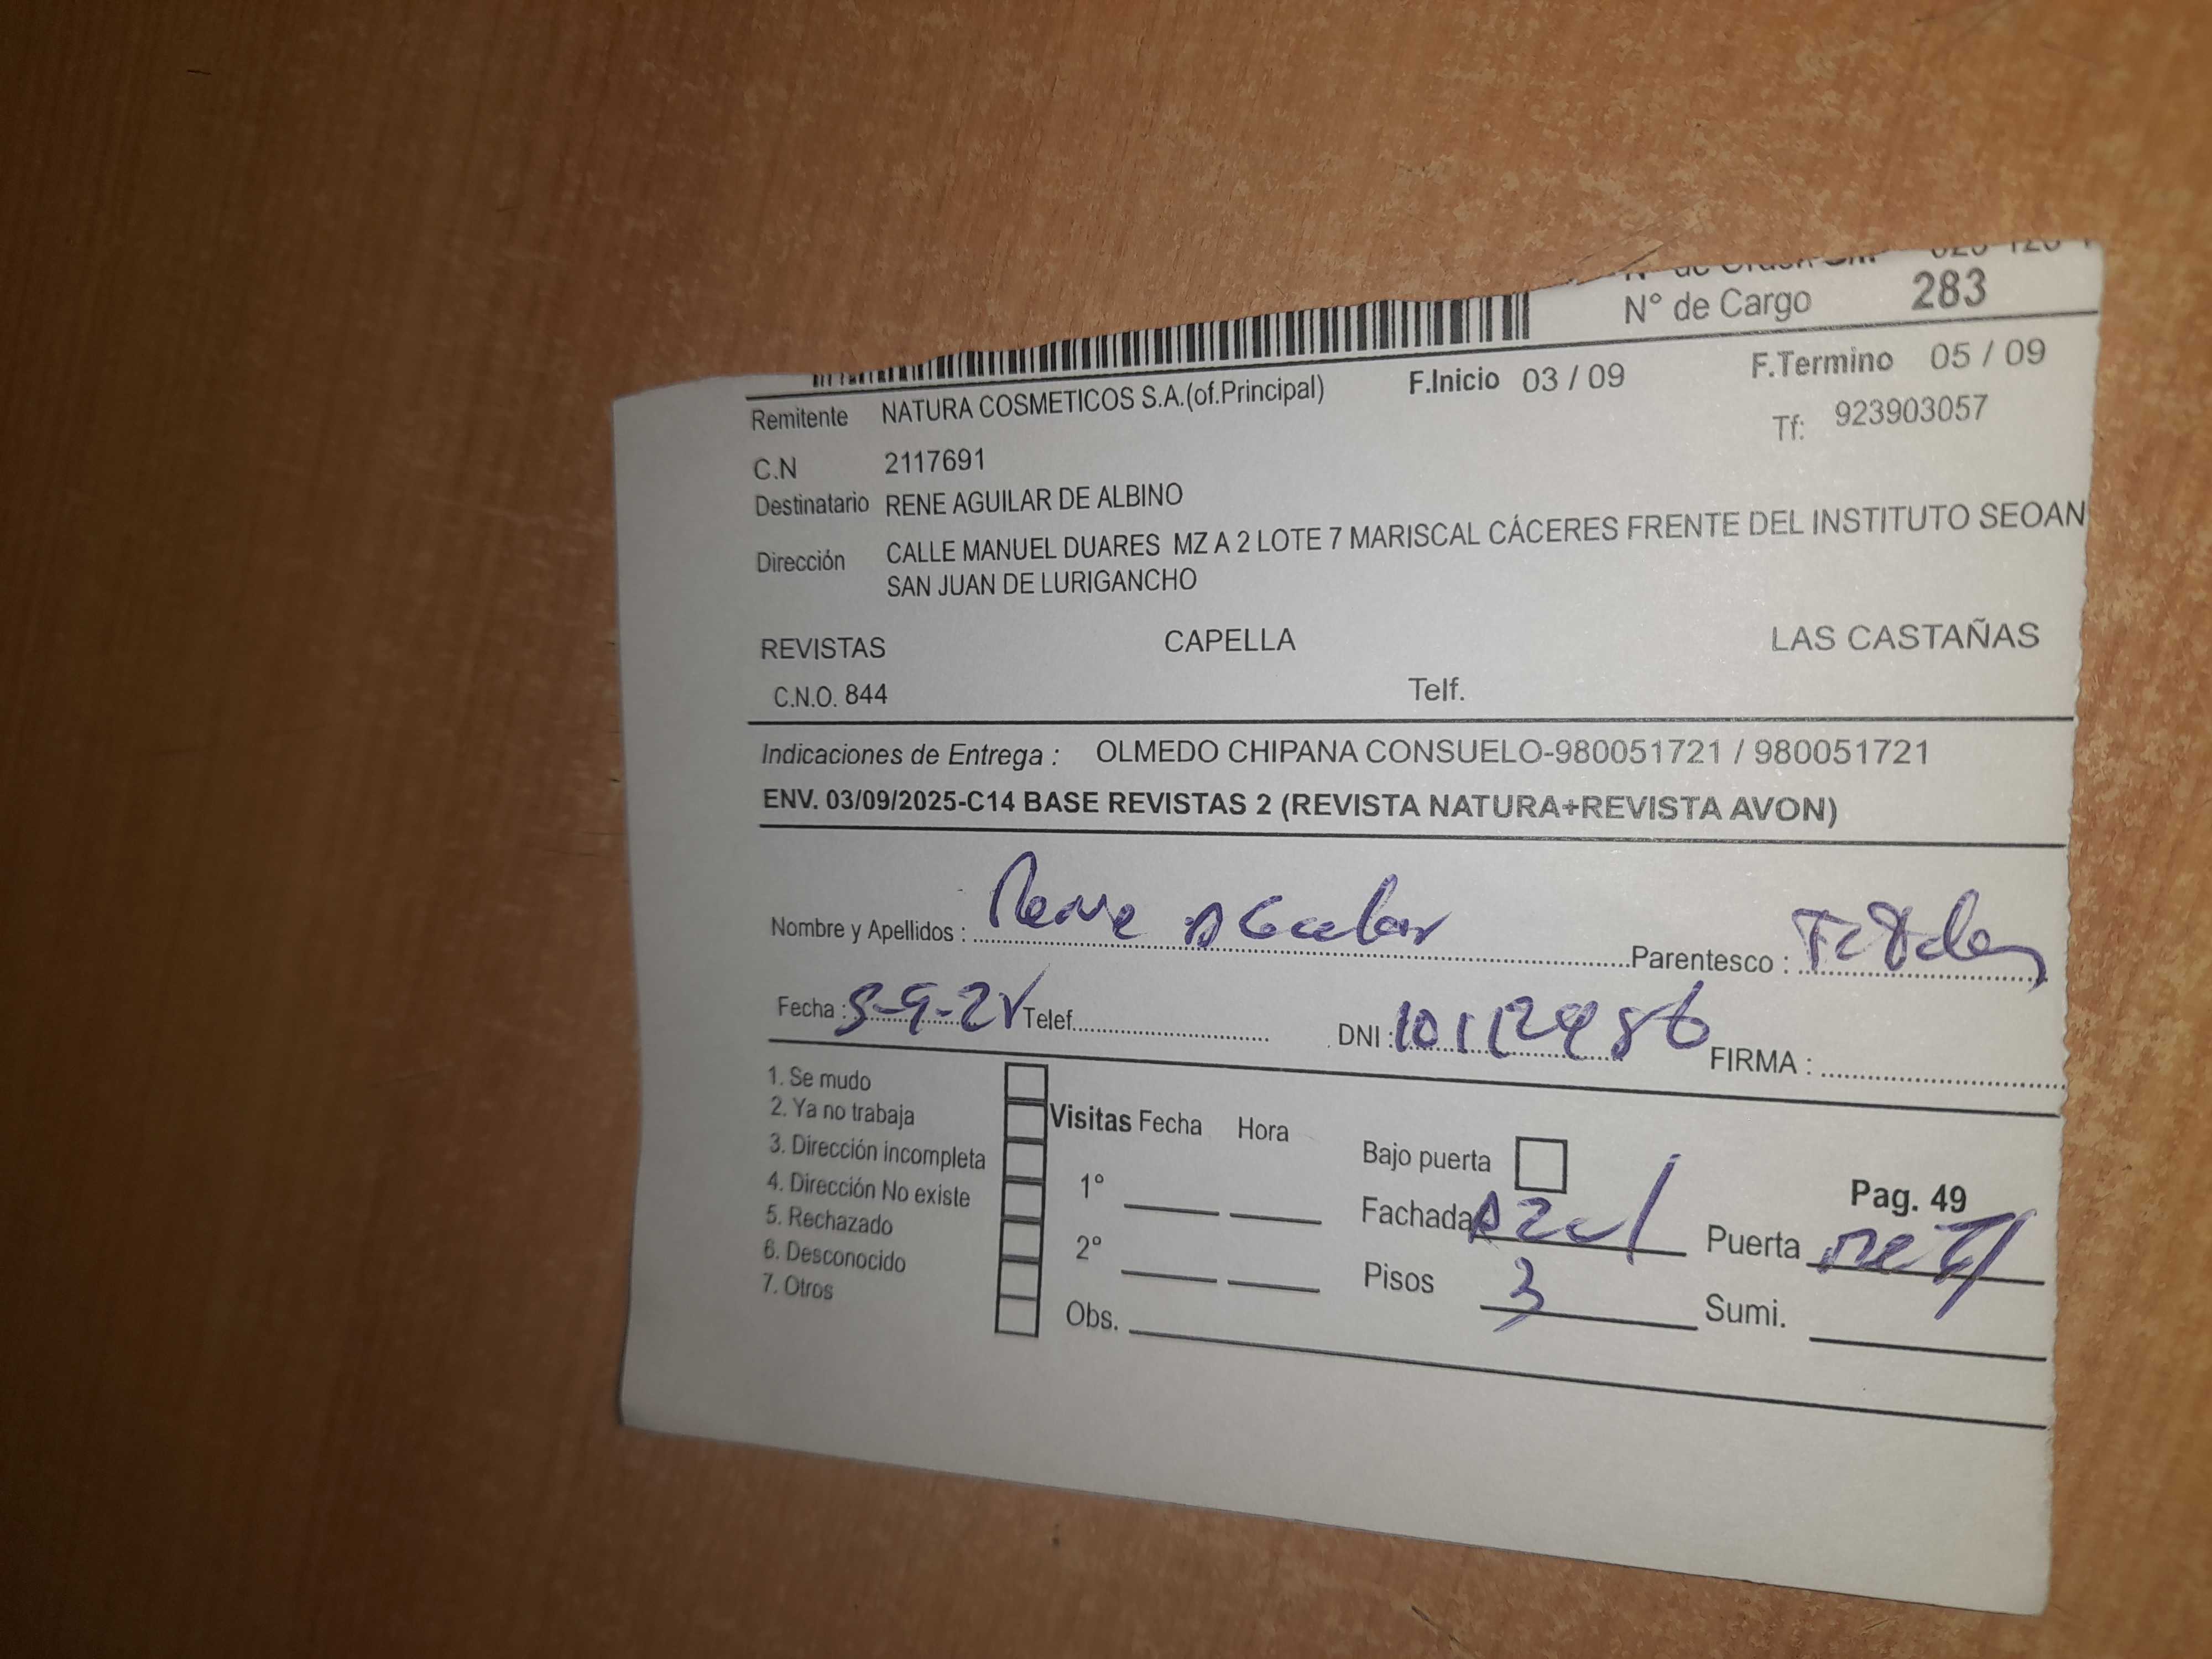 N° de Cargo 283
Remitente NATURA COSMETICOS S.A.(of.Principal) F.Inicio 03 / 09 F.Termino 05 / 09
C.N 2117691 Tf: 923903057
Destinatario RENE AGUILAR DE ALBINO
Dirección CALLE MANUEL DUARES MZ A 2 LOTE 7 MARISCAL CÁCERES FRENTE DEL INSTITUTO SEOAN
SAN JUAN DE LURIGANCHO
REVISTAS CAPELLA LAS CASTAÑAS
C.N.O. 844 Telf.
Indicaciones de Entrega : OLMEDO CHIPANA CONSUELO-980051721 / 980051721
ENV. 03/09/2025-C14 BASE REVISTAS 2 (REVISTA NATURA+REVISTA AVON)
Nombre y Apellidos : Rene Aguilar Parentesco :
Fecha : Telef. DNI : FIRMA :
1. Se mudo
2. Ya no trabaja
3. Dirección incompleta
4. Dirección No existe
5. Rechazado
6. Desconocido
7. Otros
Visitas Fecha Hora
1°
2°
Obs.
Bajo puerta
Pag. 49
Fachada Azul Puerta
Pisos 3 Sumi.